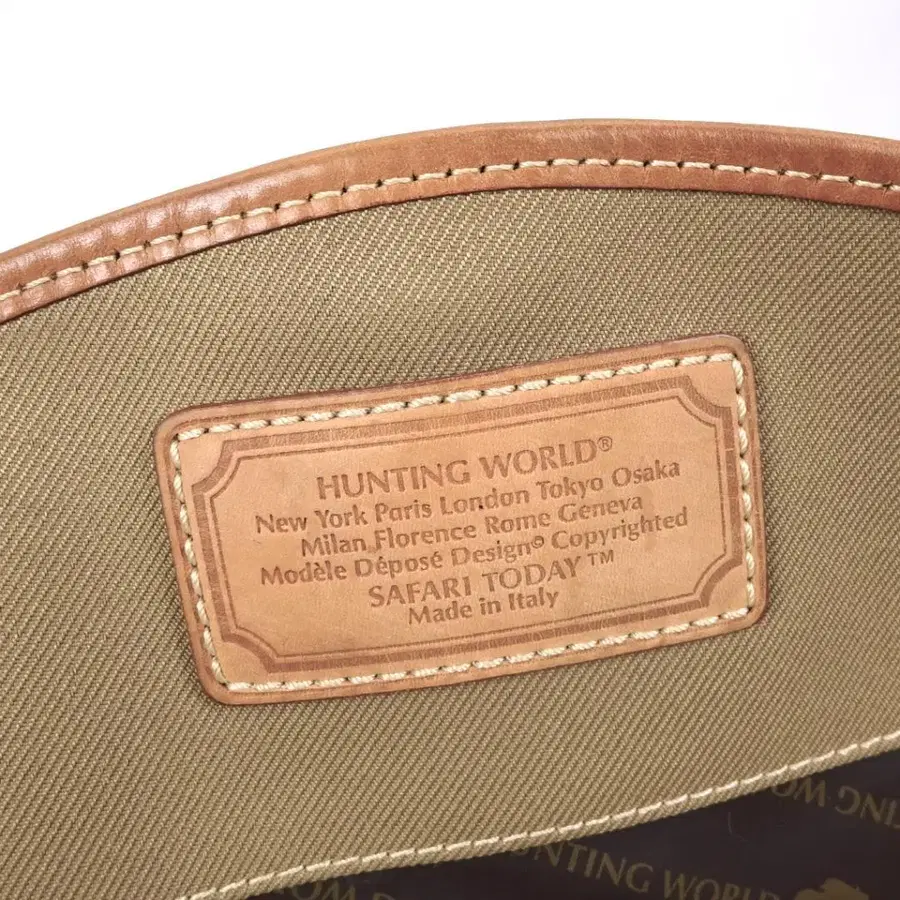 HUNTING WORLD®
New York Paris London Tokyo Osaka
Milan Florence Rome Geneva
Modèle Déposé Design® Copyrighted
SAFARI TODAY™
Made in Italy
HUNTING WORLD